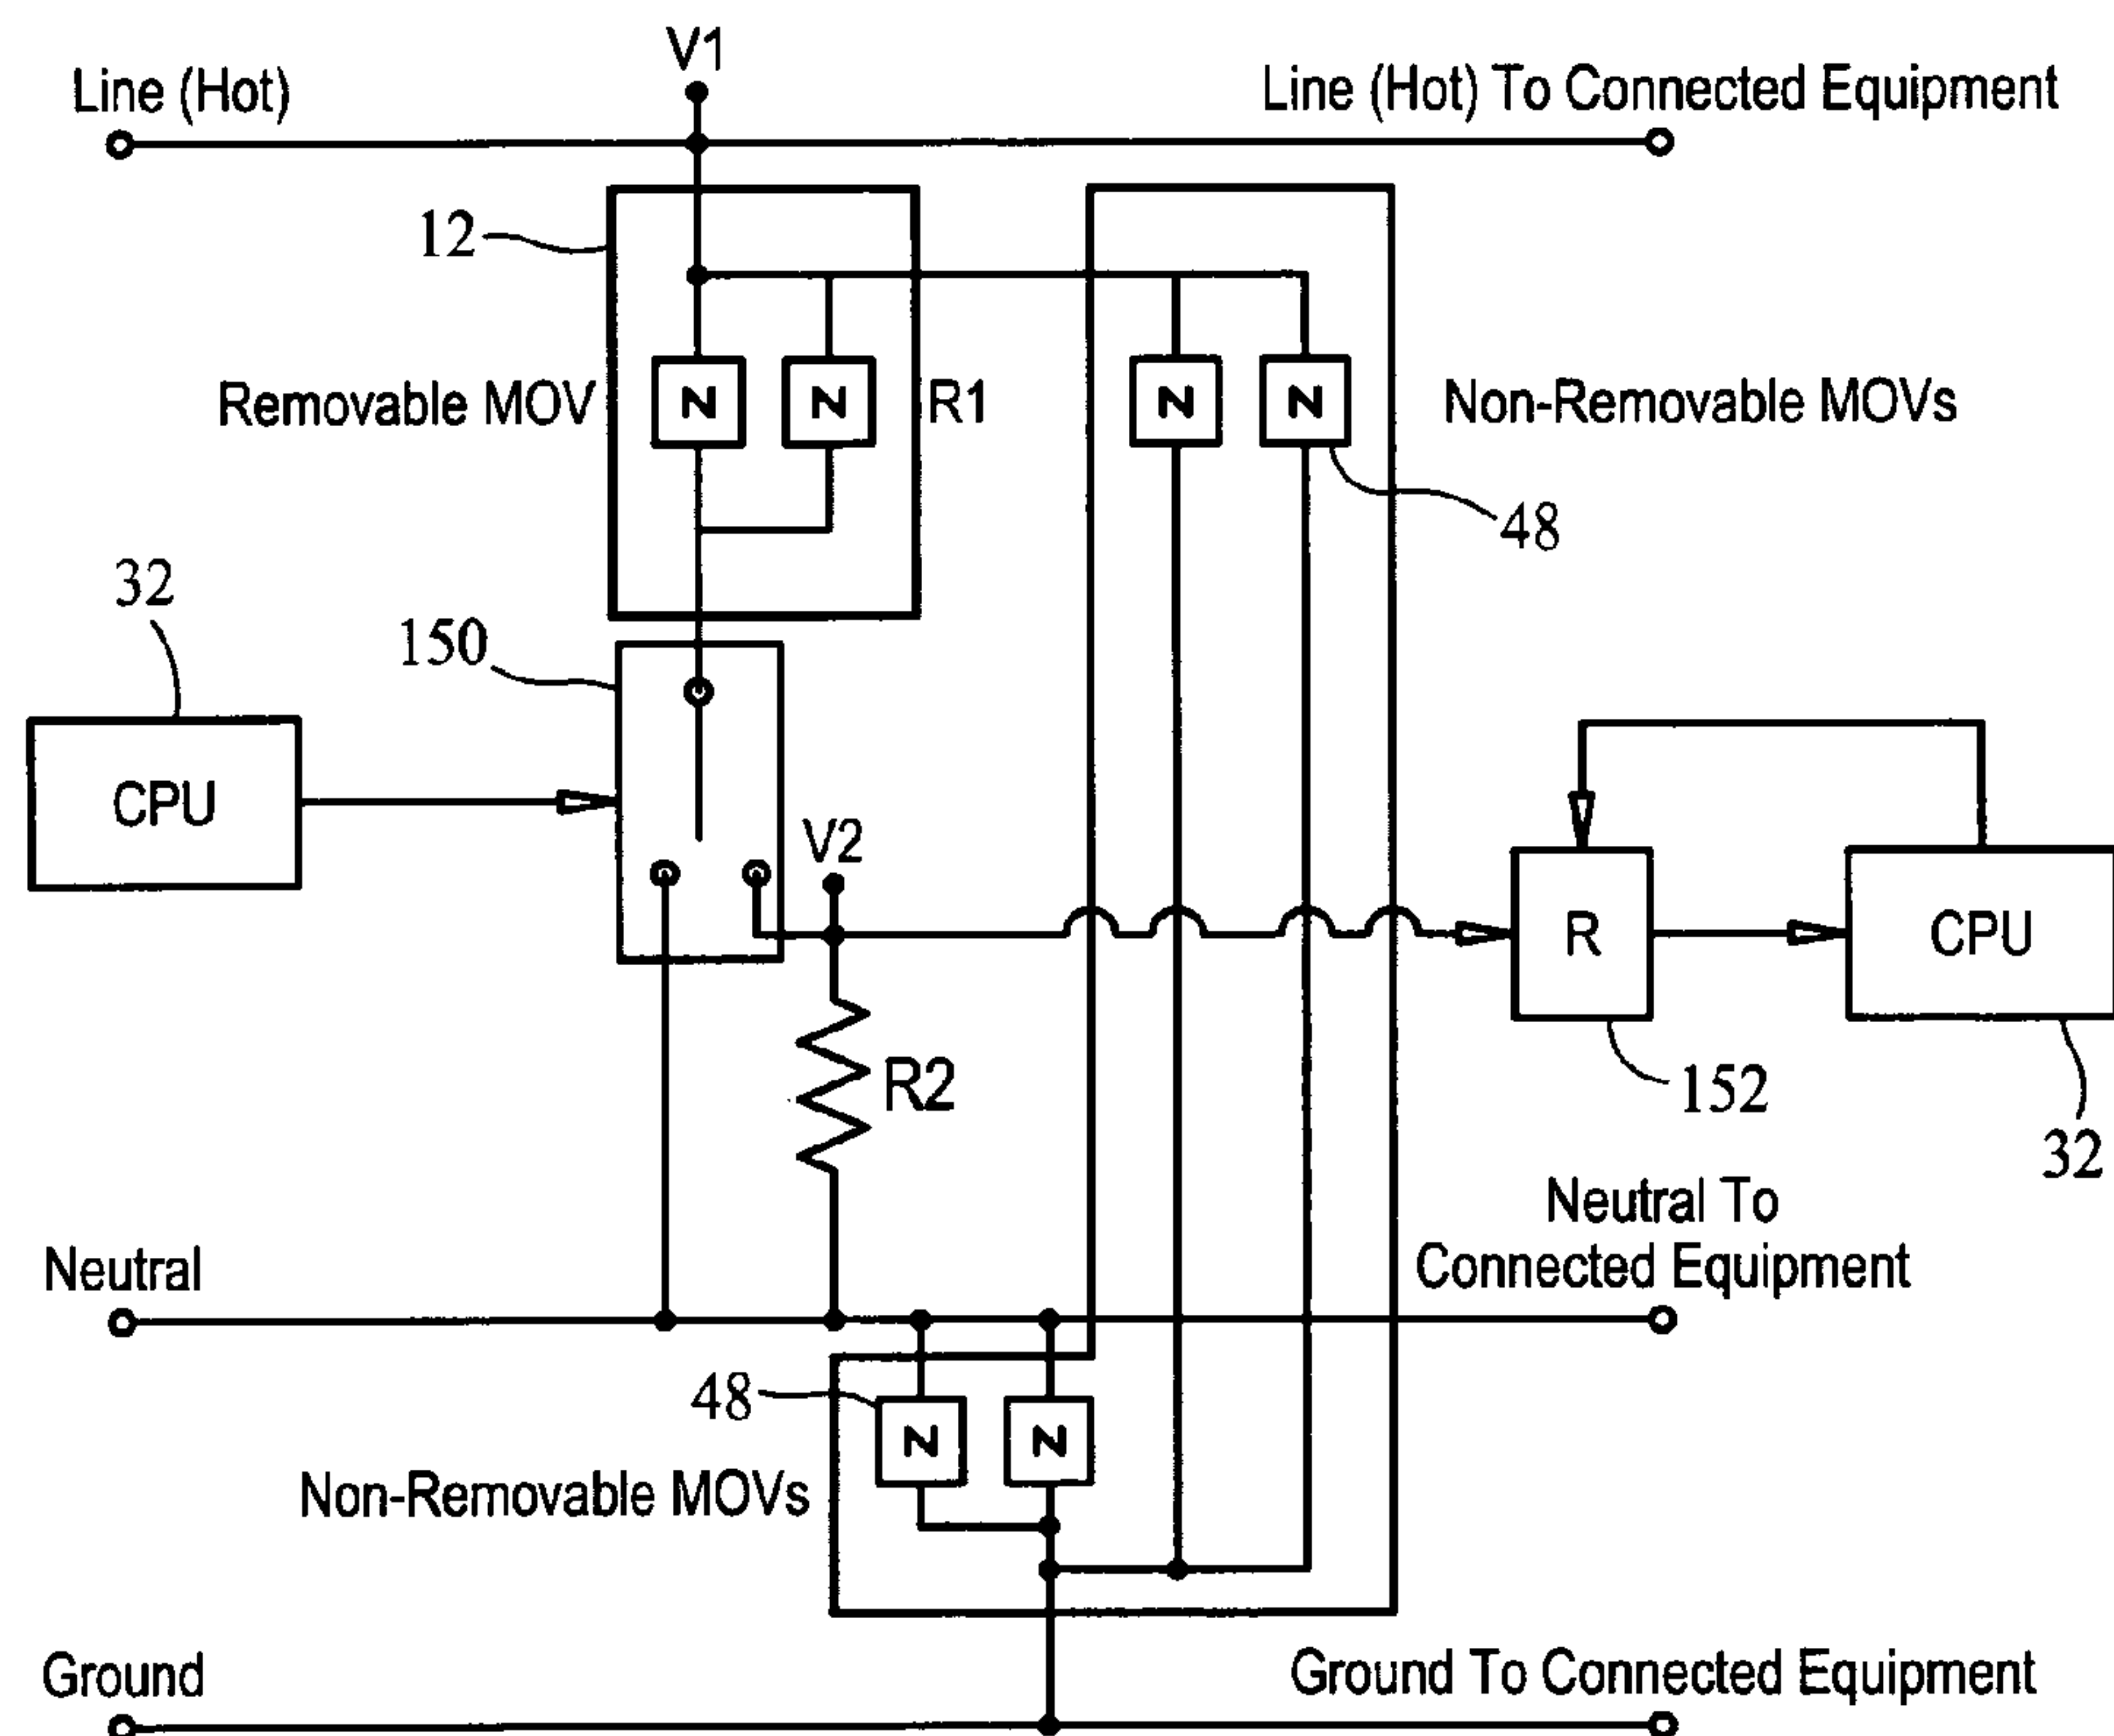 V1
Line (Hot)
Line (Hot) To Connected Equipment
12
Removable MOV
N
N
R1
N
N
Non-Removable MOVs
48
32
150
CPU
V2
R
CPU
R2
152
32
Neutral To
Connected Equipment
Neutral
48
N
N
Non-Removable MOVs
Ground
Ground To Connected Equipment